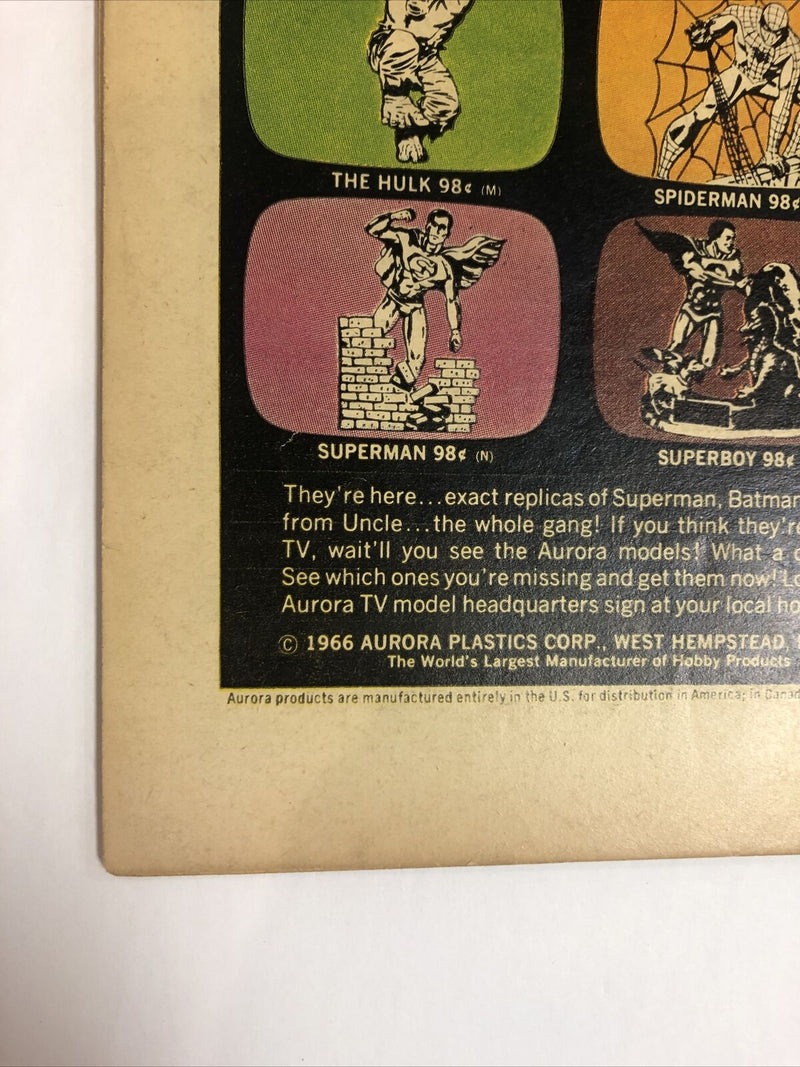 THE HULK 98¢ (M)
SPIDERMAN 98¢
SUPERMAN 98¢ (N)
SUPERBOY 98¢
They're here...exact replicas of Superman, Batman
from Uncle...the whole gang! If you think they're
TV, wait'll you see the Aurora models! What a
See which ones you're missing and get them now!
Aurora TV model headquarters sign at your local
© 1966 AURORA PLASTICS CORP., WEST HEMPSTEAD,
The World's Largest Manufacturer of Hobby Products
Aurora products are manufactured entirely in the U.S. for distribution in America; in